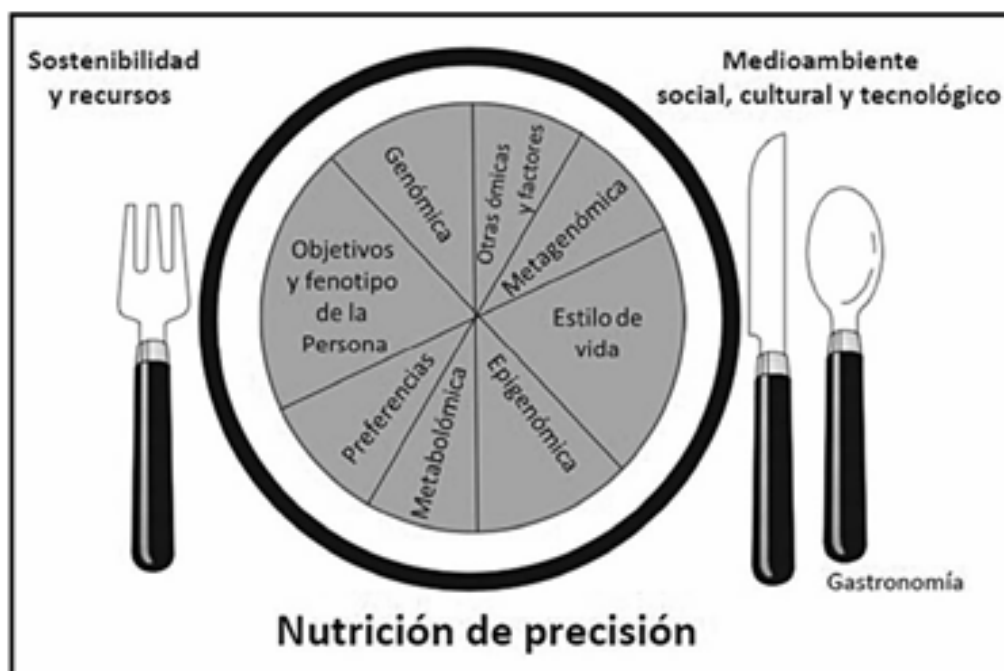 Sostenibilidad
y recursos
Medioambiente
social, cultural y tecnológico
Genómica
Otras ómicas
y factores
Metagenómica
Objetivos
y fenotipo
de la
Persona
Estilo de
vida
Preferencias
Metabolómica
Epigenómica
Gastronomía
Nutrición de precisión